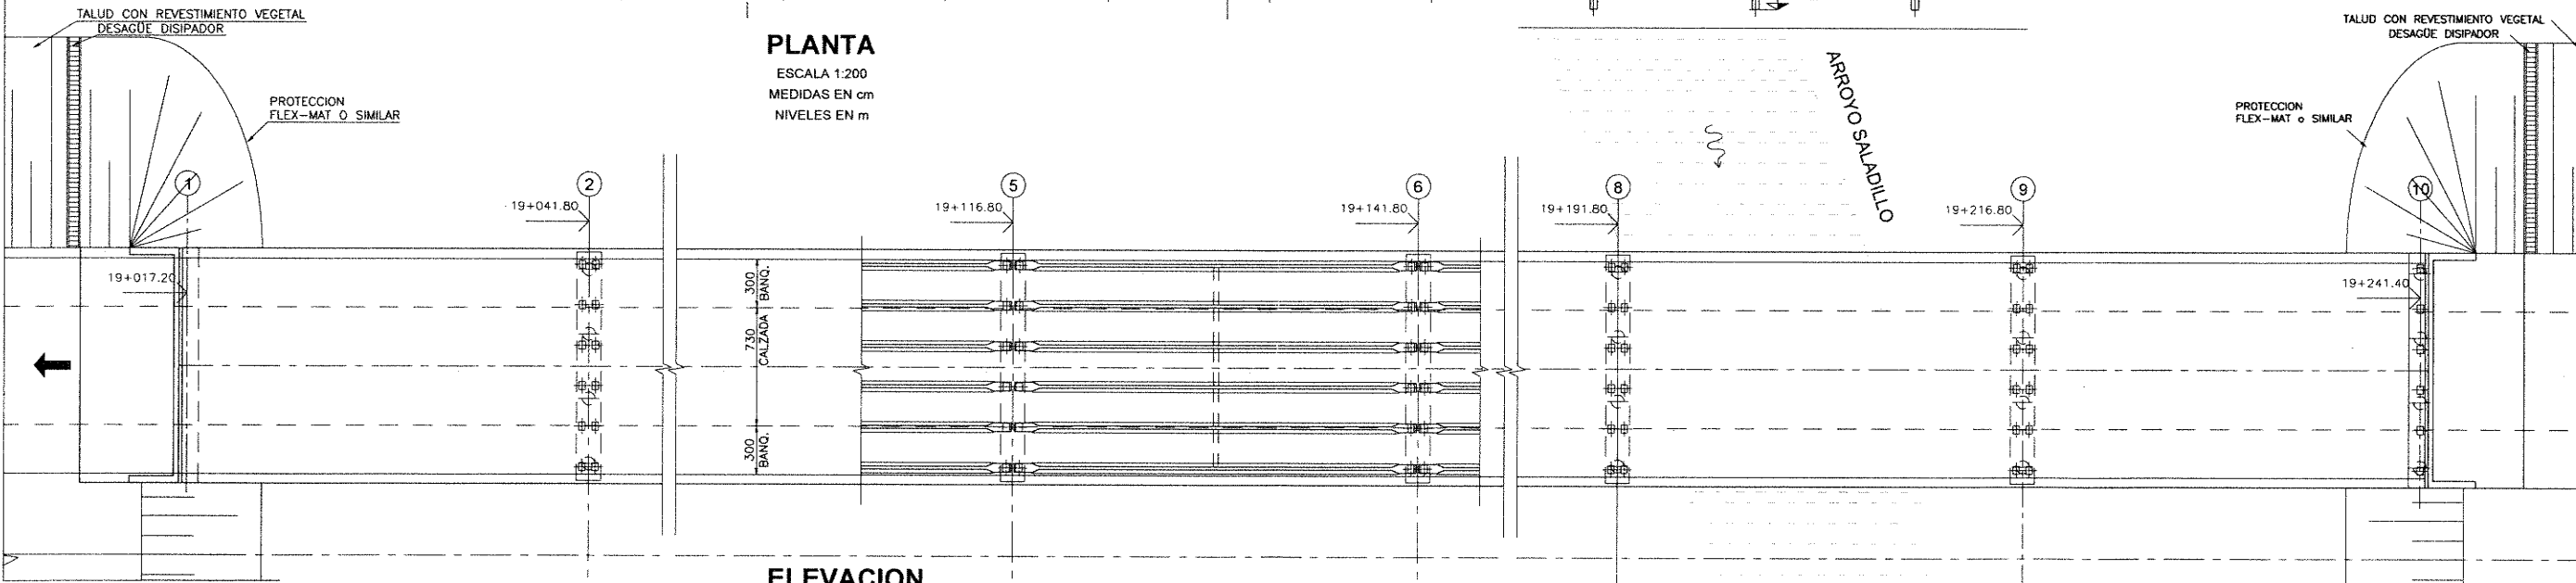 TALUD CON REVESTIMIENTO VEGETAL
DESAGÜE DISIPADOR
PROTECCION
FLEX-MAT O SIMILAR
PLANTA
ESCALA 1:200
MEDIDAS EN cm
NIVELES EN m
ARROYO SALADILLO
TALUD CON REVESTIMIENTO VEGETAL
DESAGÜE DISIPADOR
PROTECCION
FLEX-MAT o SIMILAR
1
2
5
6
8
9
10
19+041.80
19+116.80
19+141.80
19+191.80
19+216.80
19+017.20
19+241.40
300
BANQ.
730
CALZADA
300
BANQ.
ELEVACION